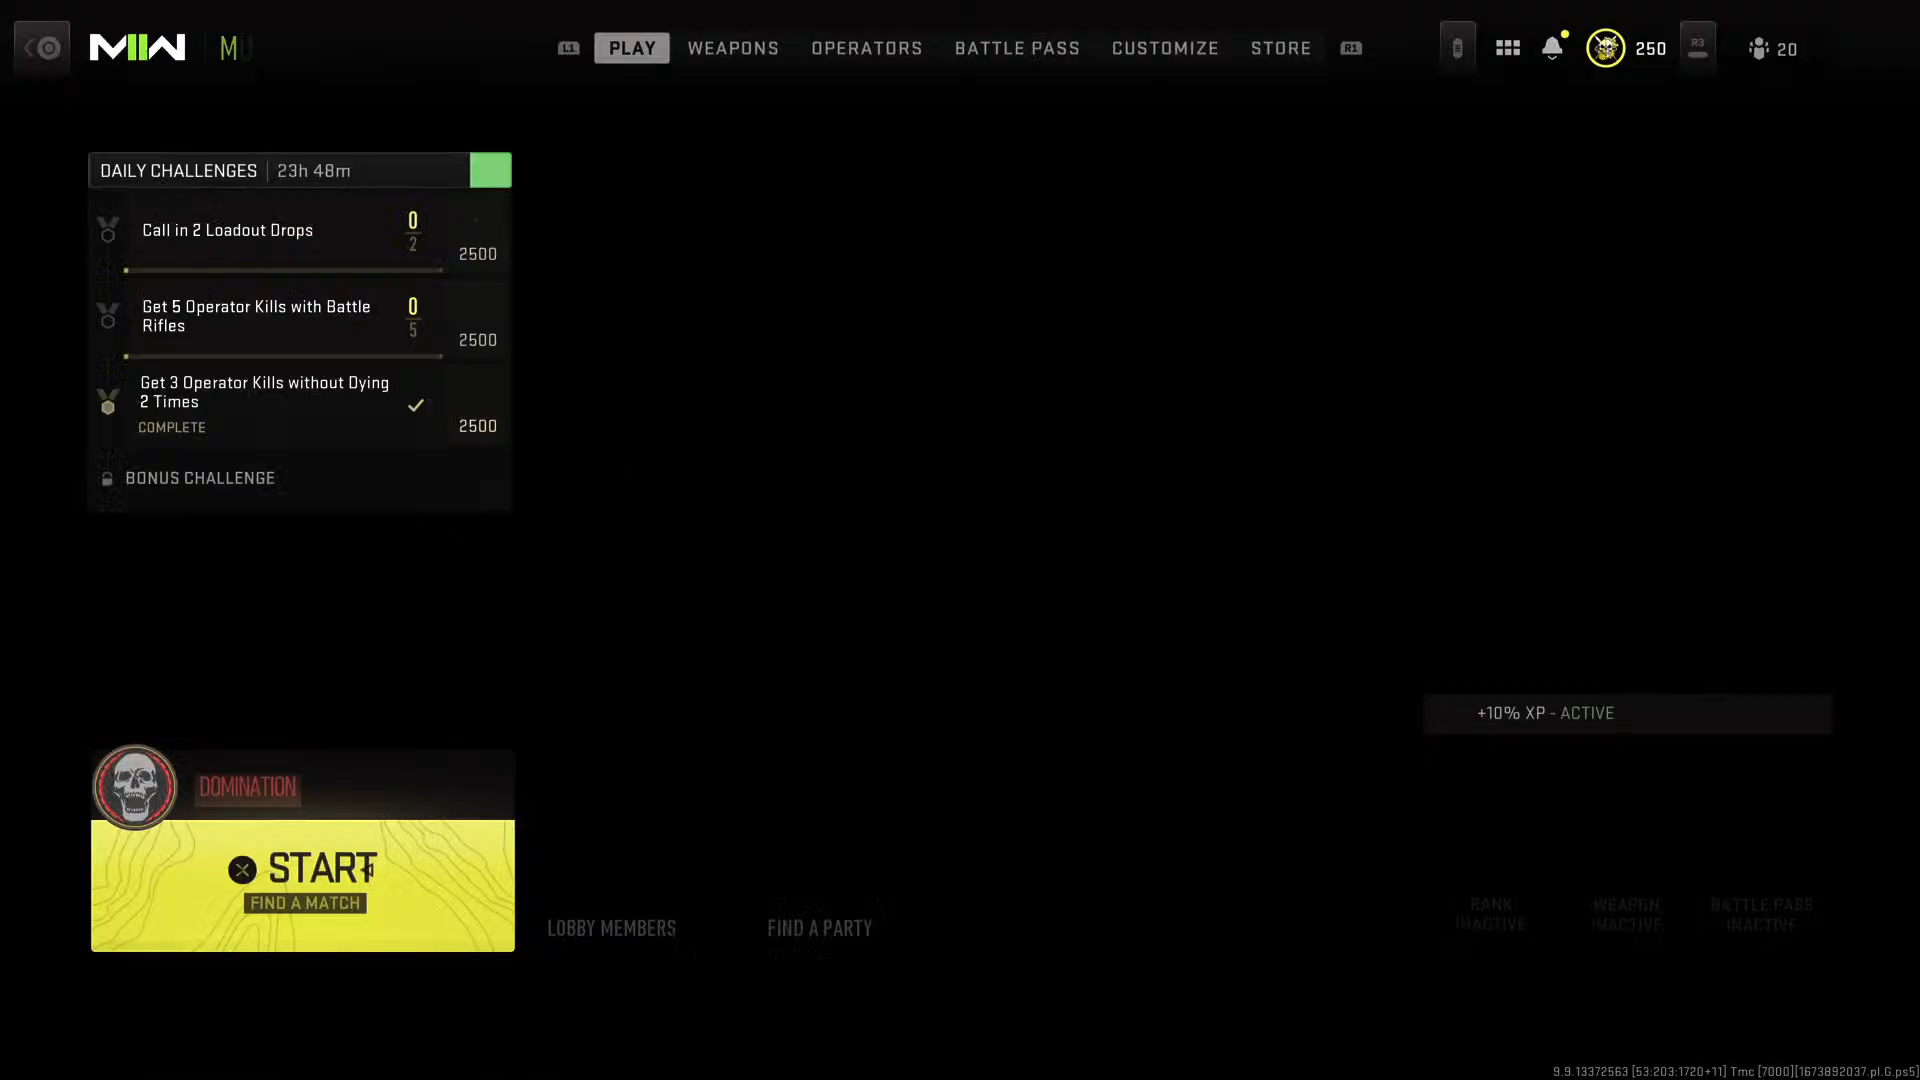 MIIW
MU
L1
PLAY
WEAPONS
OPERATORS
BATTLE PASS
CUSTOMIZE
STORE
R1
250
R3
20
DAILY CHALLENGES | 23h 48m
Call in 2 Loadout Drops
0
2
2500
Get 5 Operator Kills with Battle
Rifles
0
5
2500
Get 3 Operator Kills without Dying
2 Times
COMPLETE
2500
BONUS CHALLENGE
+10% XP - ACTIVE
DOMINATION
START
FIND A MATCH
LOBBY MEMBERS
FIND A PARTY
RANK
INACTIVE
WEAPON
INACTIVE
BATTLE PASS
INACTIVE
9.9.13372563 [53:203:1720+11] Tmc [7000][1673892037.pl.G.ps5]